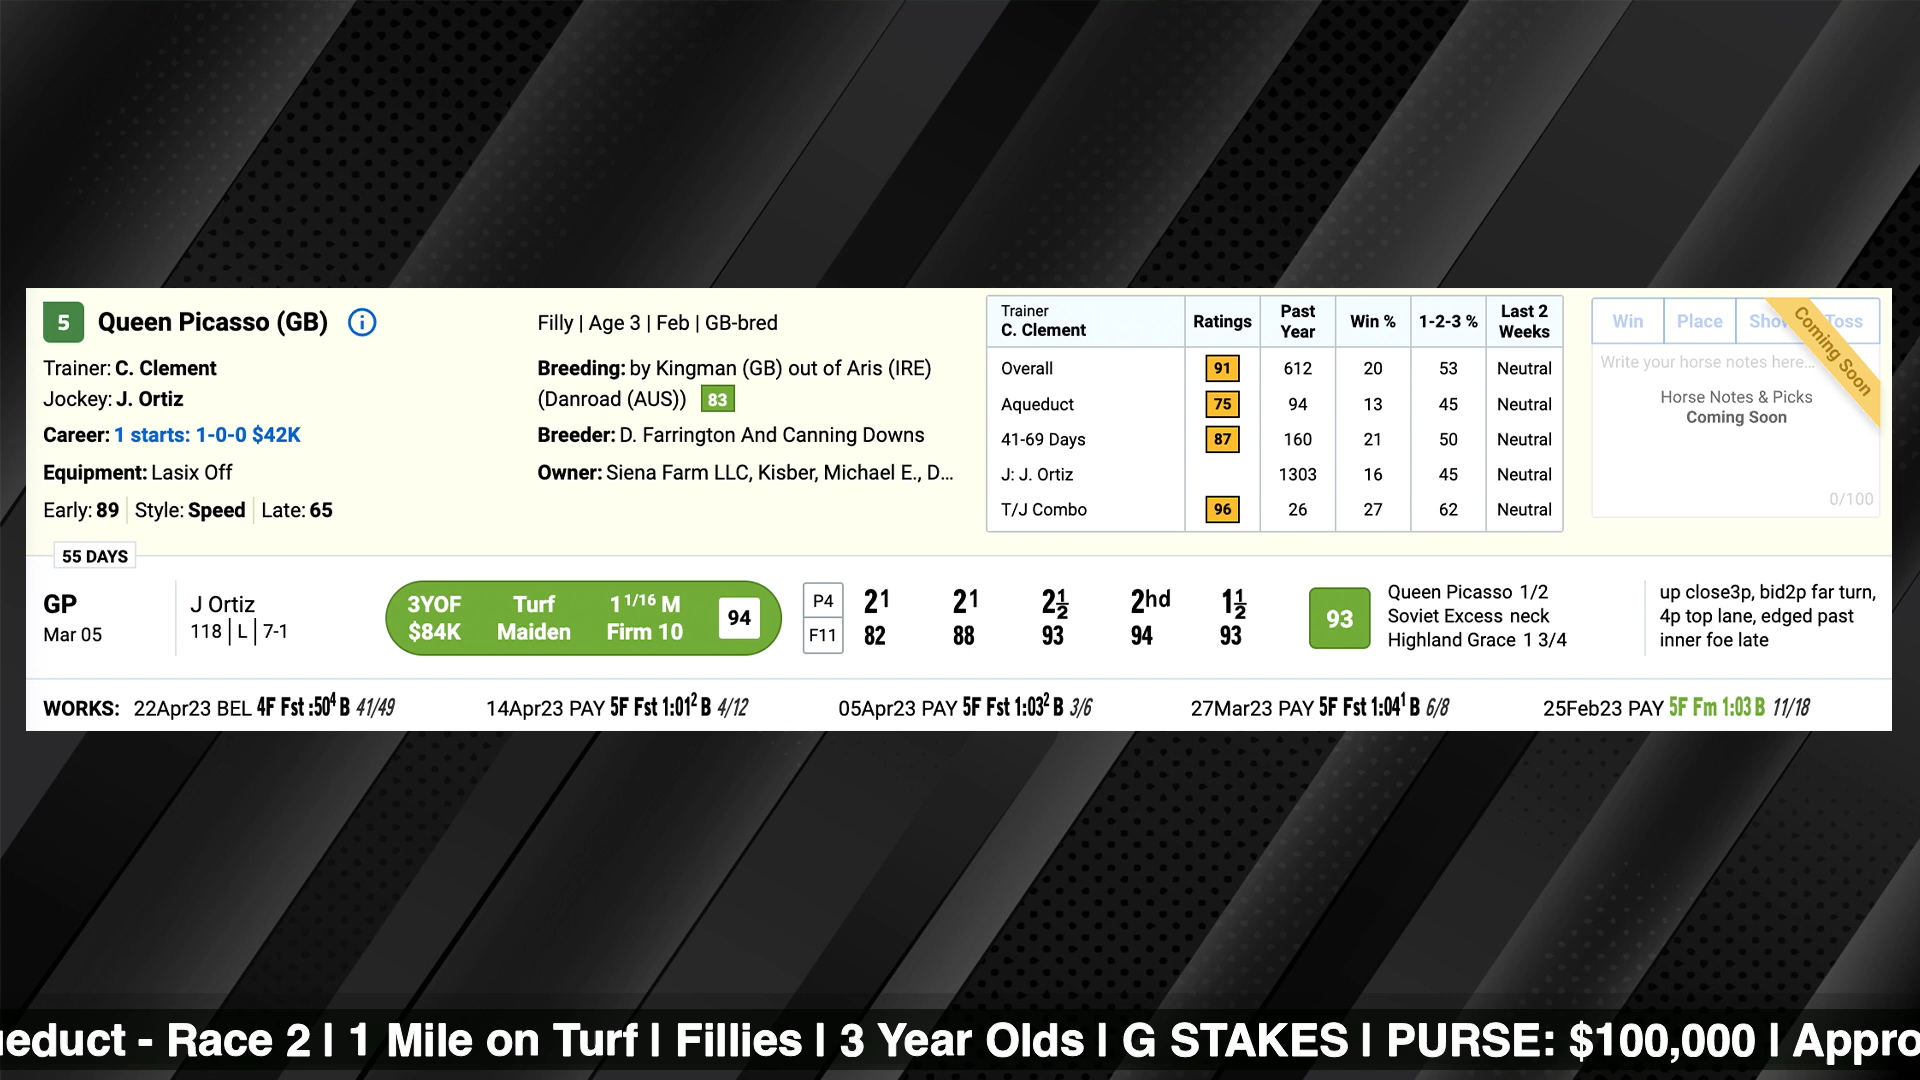 5 Queen Picasso (GB) i
Trainer: C. Clement
Jockey: J. Ortiz
Career: 1 starts: 1-0-0 $42K
Equipment: Lasix Off
Early: 89 | Style: Speed | Late: 65
Filly | Age 3 | Feb | GB-bred
Breeding: by Kingman (GB) out of Aris (IRE)
(Danroad (AUS)) 83
Breeder: D. Farrington And Canning Downs
Owner: Siena Farm LLC, Kisber, Michael E., D...
Trainer C. Clement Ratings Past Year Win % 1-2-3 % Last 2 Weeks
Overall 91 612 20 53 Neutral
Aqueduct 75 94 13 45 Neutral
41-69 Days 87 160 21 50 Neutral
J: J. Ortiz 1303 16 45 Neutral
T/J Combo 96 26 27 62 Neutral
Win Place Show Toss
Coming Soon
Write your horse notes here...
Horse Notes & Picks
Coming Soon
0/100
55 DAYS
GP
Mar 05
J Ortiz
118 | L | 7-1
3YOF Turf 1 1/16 M
$84K Maiden Firm 10
94
P4 2¹ 2¹ 2½ 2hd 1½
F11 82 88 93 94 93
93
Queen Picasso 1/2
Soviet Excess neck
Highland Grace 1 3/4
up close3p, bid2p far turn,
4p top lane, edged past
inner foe late
WORKS: 22Apr23 BEL 4F Fst :50⁴ B 41/49 14Apr23 PAY 5F Fst 1:01² B 4/12 05Apr23 PAY 5F Fst 1:03² B 3/6 27Mar23 PAY 5F Fst 1:04¹ B 6/8 25Feb23 PAY 5F Fm 1:03 B 11/18
ueduct - Race 2 | 1 Mile on Turf | Fillies | 3 Year Olds | G STAKES | PURSE: $100,000 | Appro